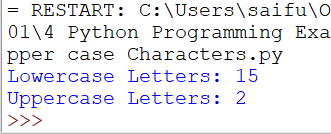 = RESTART: C:\Users\saifu\O
01\4 Python Programming Exa
pper case Characters.py
Lowercase Letters: 15
Uppercase Letters: 2
>>>